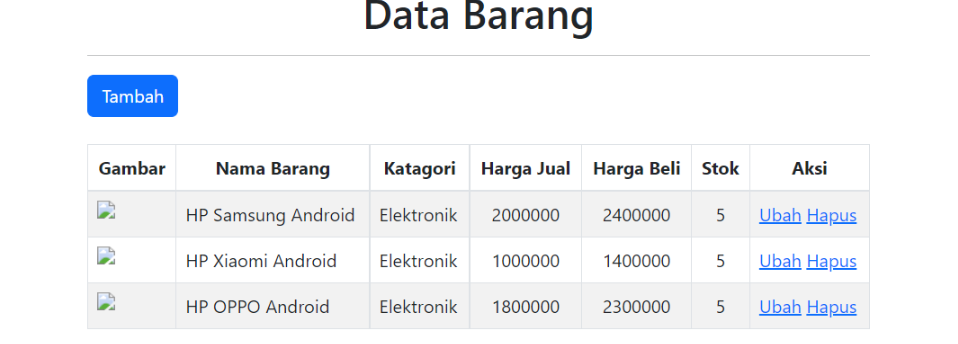 Data Barang
Tambah
Gambar Nama Barang Katagori Harga Jual Harga Beli Stok Aksi
HP Samsung Android Elektronik 2000000 2400000 5 Ubah Hapus
HP Xiaomi Android Elektronik 1000000 1400000 5 Ubah Hapus
HP OPPO Android Elektronik 1800000 2300000 5 Ubah Hapus